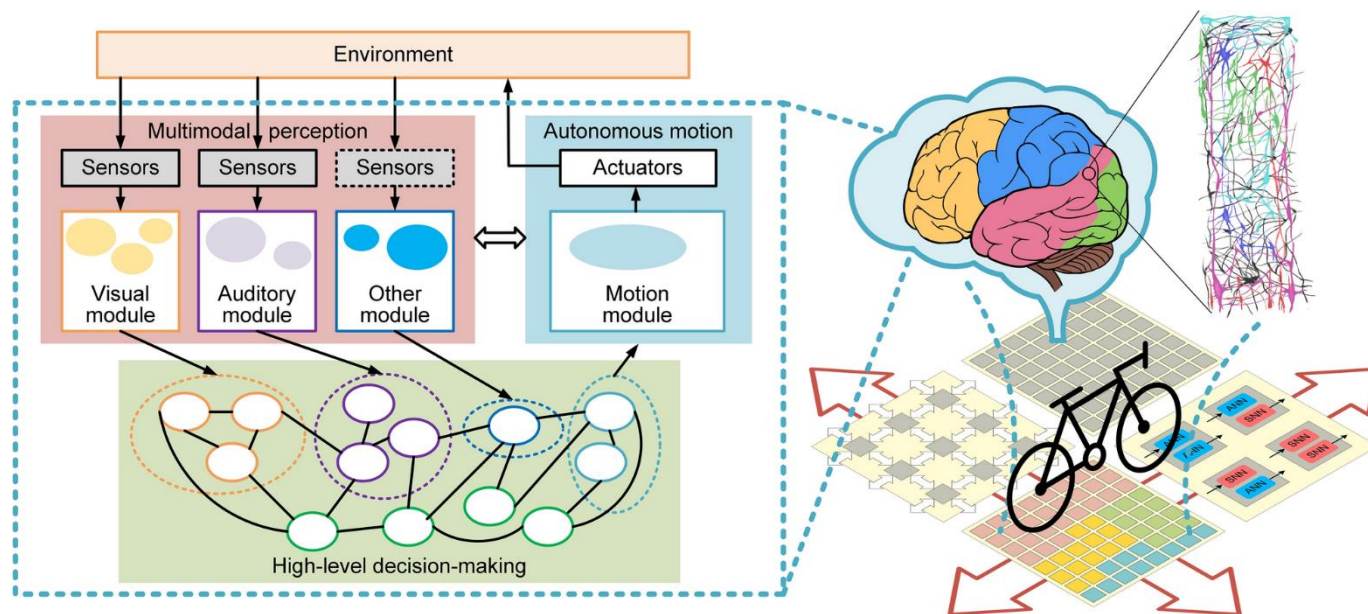 Environment
Multimodal perception
Autonomous motion
Sensors
Sensors
Sensors
Actuators
Visual
module
Auditory
module
Other
module
Motion
module
High-level decision-making
ANN
SNN
SNN
SNN
SNN
ANN